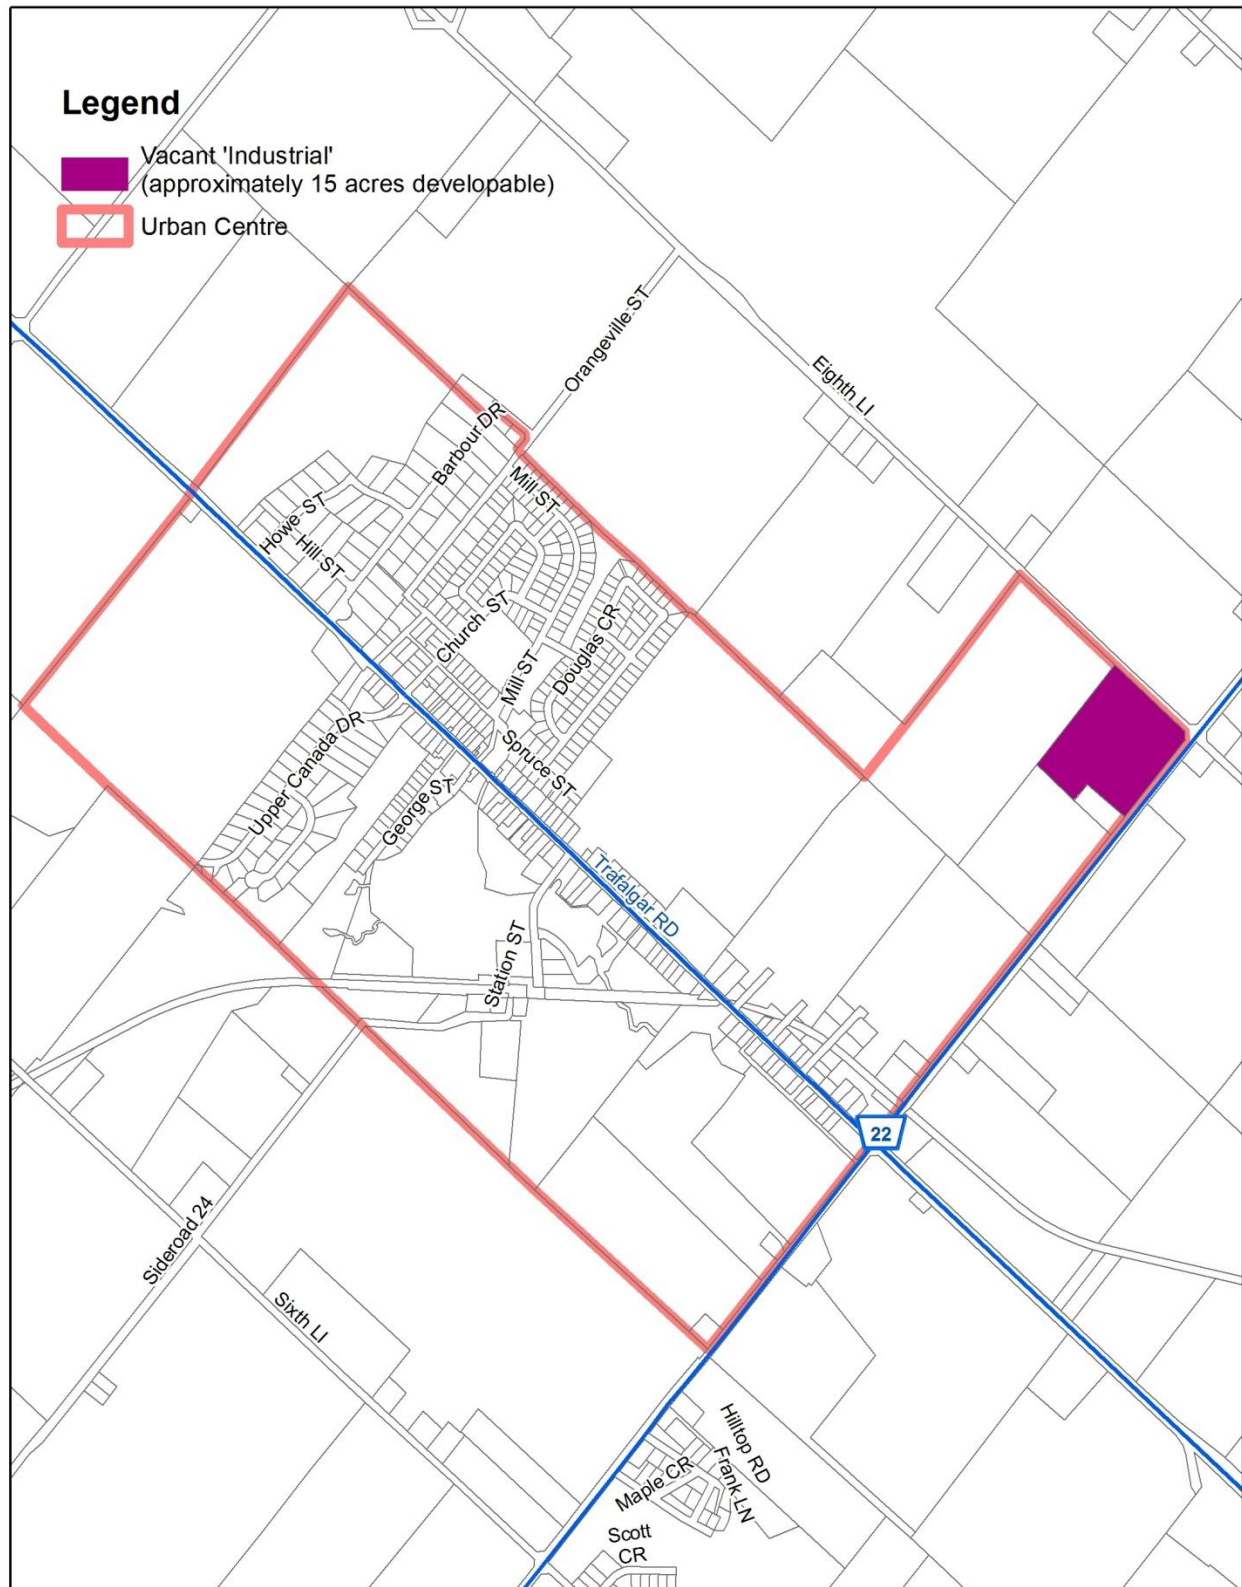 Legend
Vacant 'Industrial'
(approximately 15 acres developable)
Urban Centre
Orangeville ST
Eighth LI
Barbour DR
Mill ST
Howe ST
Hill ST
Church ST
Douglas CR
Mill ST
Upper Canada DR
Spruce ST
George ST
Trafalgar RD
Station ST
22
Sideroad 24
Sixth LI
Hilltop RD
Frank LN
Maple CR
Scott
CR